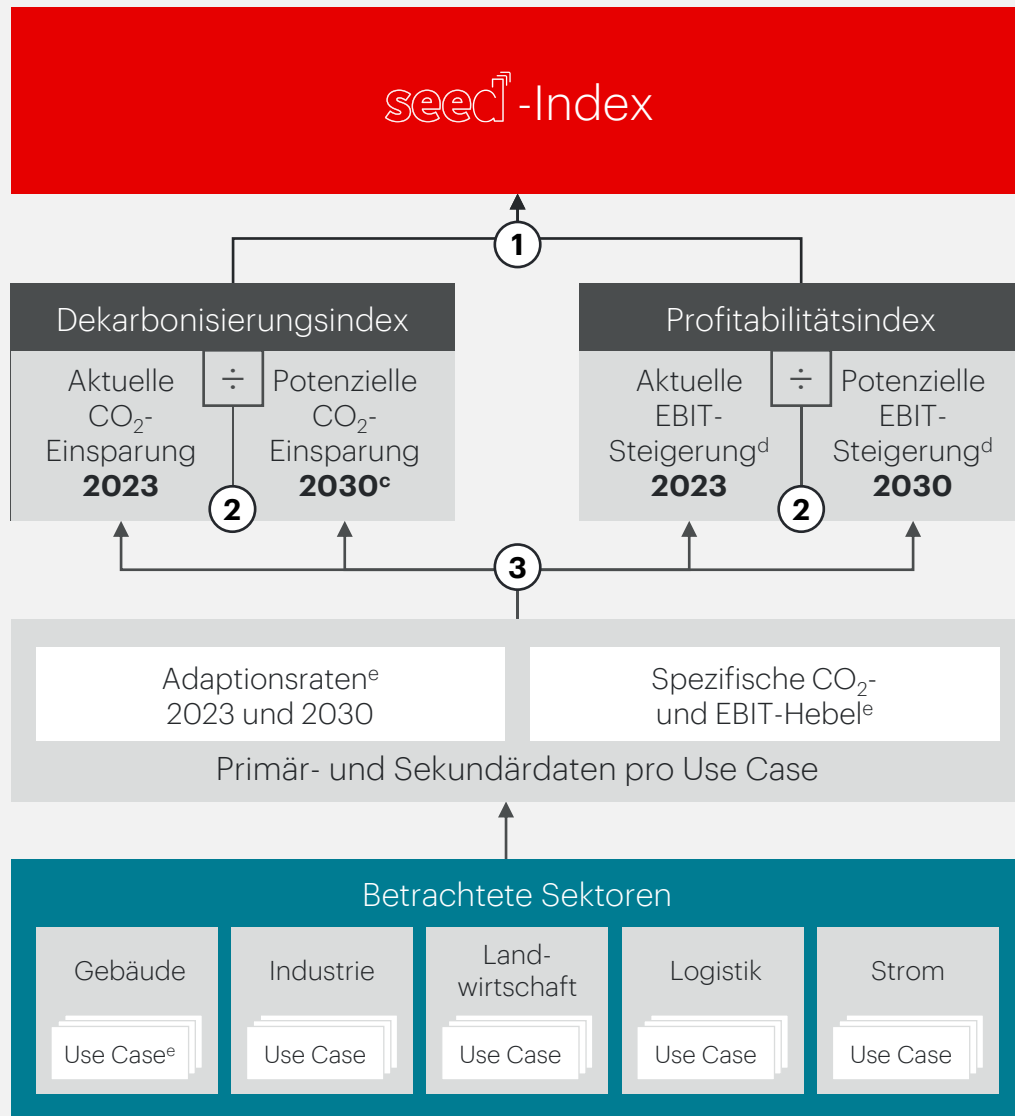 seed-Index
1
Dekarbonisierungsindex
Aktuelle
CO₂-
Einsparung
2023
÷
Potenzielle
CO₂-
Einsparung
2030ᶜ
2
Profitabilitätsindex
Aktuelle
EBIT-
Steigerungᵈ
2023
÷
Potenzielle
EBIT-
Steigerungᵈ
2030
2
3
Adaptionsratenᵉ
2023 und 2030
Spezifische CO₂-
und EBIT-Hebelᵉ
Primär- und Sekundärdaten pro Use Case
Betrachtete Sektoren
Gebäude
Use Caseᵉ
Industrie
Use Case
Land-
wirtschaft
Use Case
Logistik
Use Case
Strom
Use Case